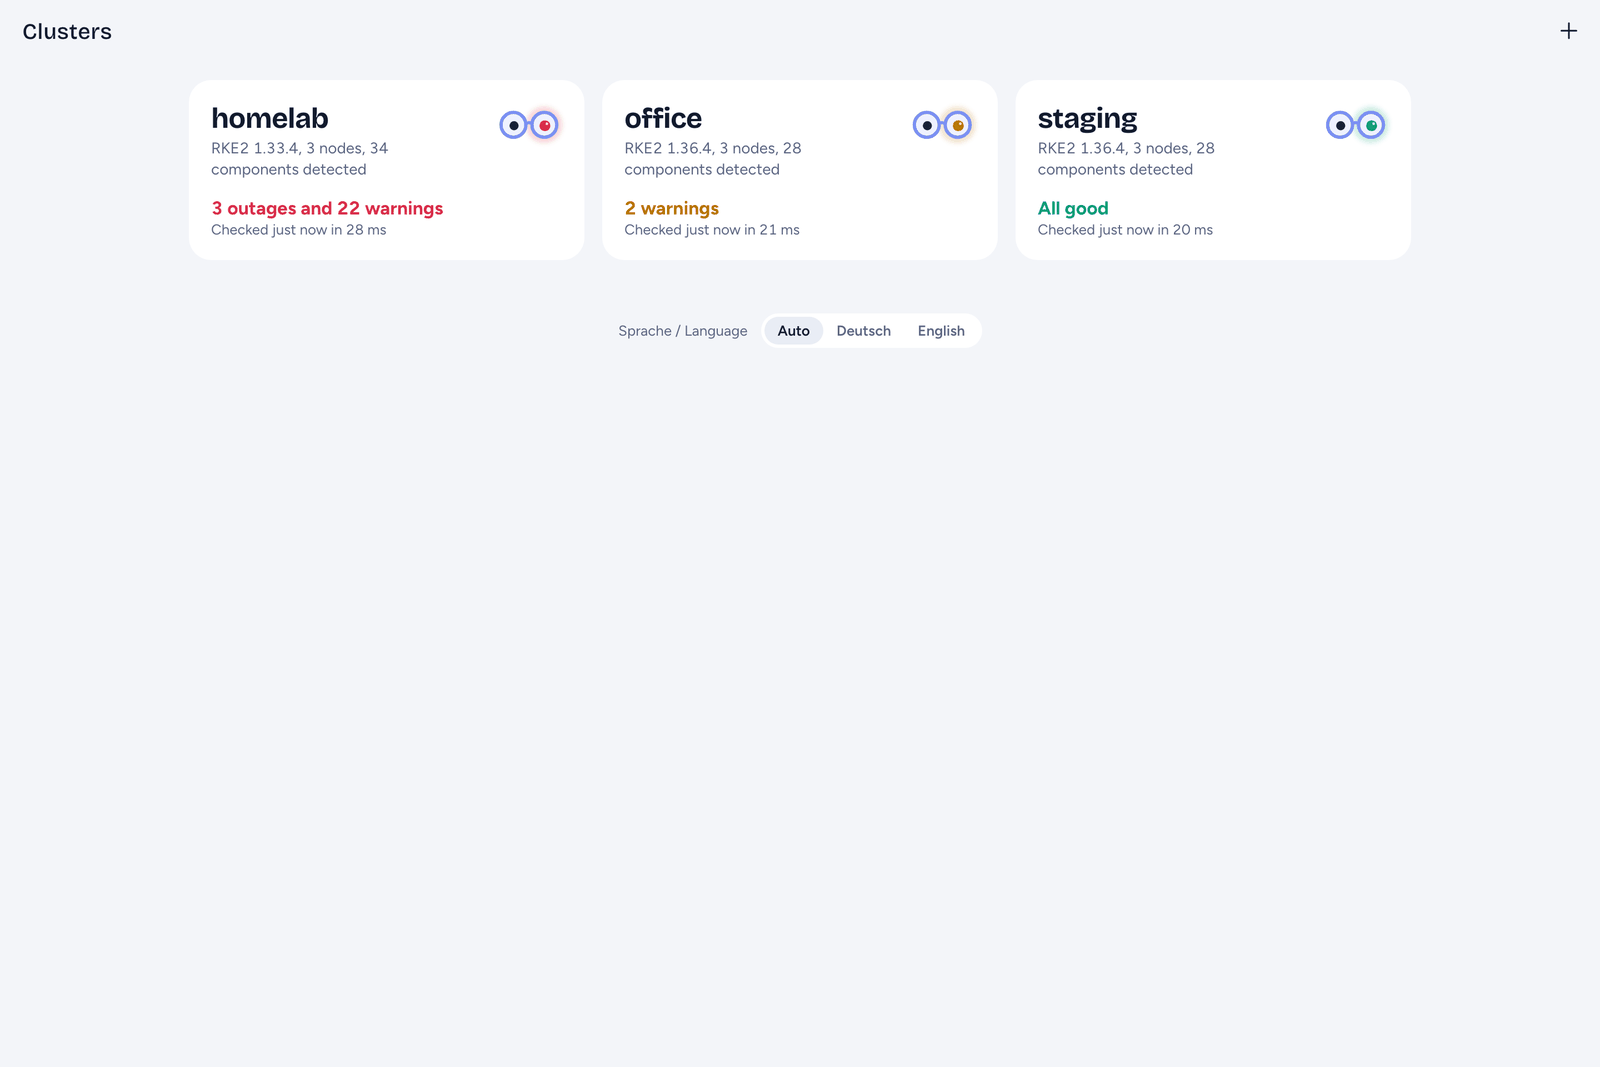 Clusters
homelab
RKE2 1.33.4, 3 nodes, 34
components detected
3 outages and 22 warnings
Checked just now in 28 ms
office
RKE2 1.36.4, 3 nodes, 28
components detected
2 warnings
Checked just now in 21 ms
staging
RKE2 1.36.4, 3 nodes, 28
components detected
All good
Checked just now in 20 ms
Sprache / Language Auto Deutsch English